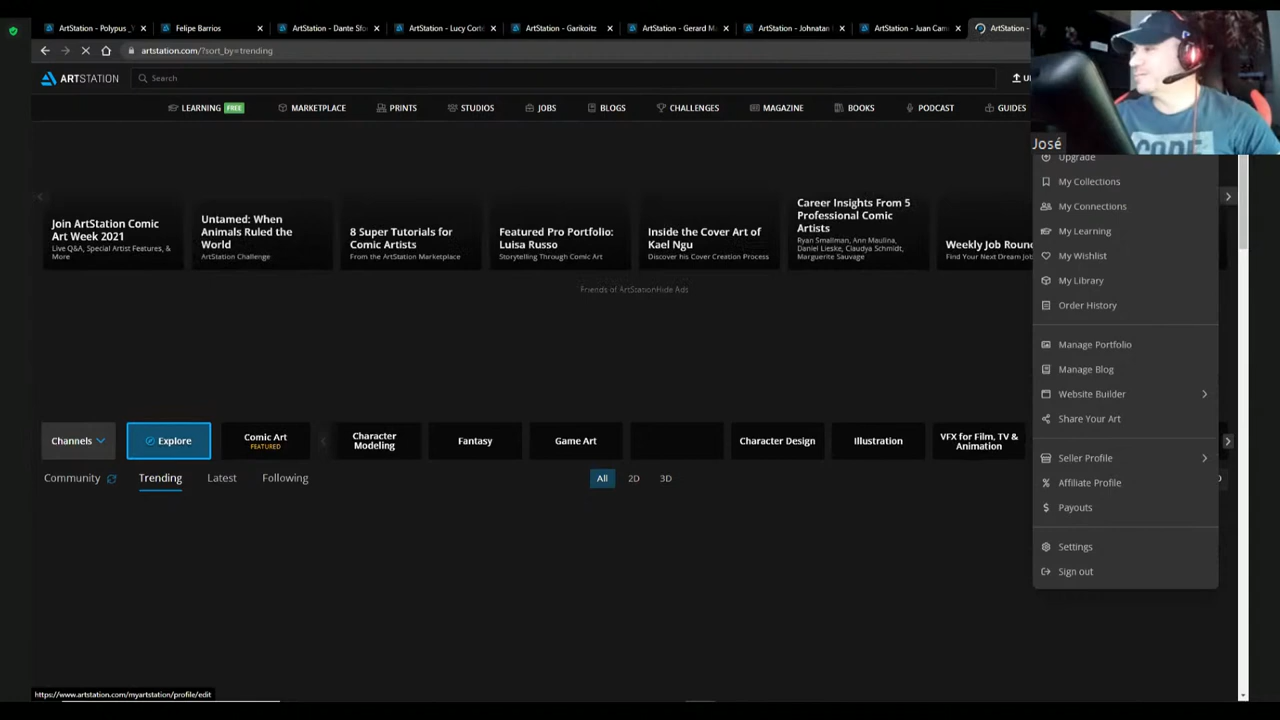 ArtStation - Polypus_
Felipe Barrios
ArtStation - Dante Sfo
ArtStation - Lucy Cort
ArtStation - Garikoitz
ArtStation - Gerard M
ArtStation - Johnatan
ArtStation - Juan Cam
ArtStation -
artstation.com/?sort_by=trending
ARTSTATION
Search
LEARNING FREE
MARKETPLACE
PRINTS
STUDIOS
JOBS
BLOGS
CHALLENGES
MAGAZINE
BOOKS
PODCAST
GUIDES
José
Join ArtStation Comic
Art Week 2021
Live Q&A, Special Artist Features, &
More
Untamed: When
Animals Ruled the
World
ArtStation Challenge
8 Super Tutorials for
Comic Artists
From the ArtStation Marketplace
Featured Pro Portfolio:
Luisa Russo
Storytelling Through Comic Art
Inside the Cover Art of
Kael Ngu
Discover his Cover Creation Process
Career Insights From 5
Professional Comic
Artists
Ryan Smallman, Ann Maulina,
Daniel Lieske, Claudya Schmidt,
Marguerite Sauvage
Weekly Job Roun
Find Your Next Dream Job
Friends of ArtStationHide Ads
Channels
Explore
Comic Art
FEATURED
Character
Modeling
Fantasy
Game Art
Character Design
Illustration
VFX for Film, TV &
Animation
Community
Trending
Latest
Following
All
2D
3D
Upgrade
My Collections
My Connections
My Learning
My Wishlist
My Library
Order History
Manage Portfolio
Manage Blog
Website Builder
Share Your Art
Seller Profile
Affiliate Profile
Payouts
Settings
Sign out
https://www.artstation.com/myartstation/profile/edit